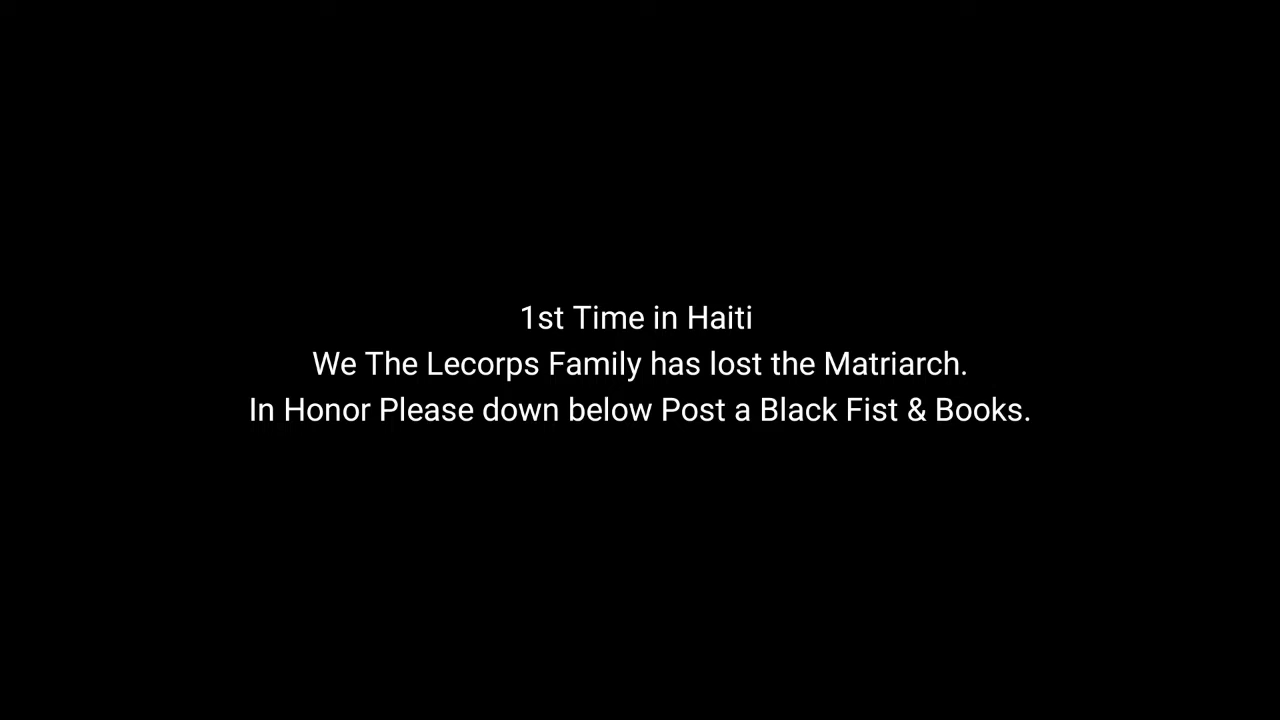 1st Time in Haiti
We The Lecorps Family has lost the Matriarch.
In Honor Please down below Post a Black Fist & Books.